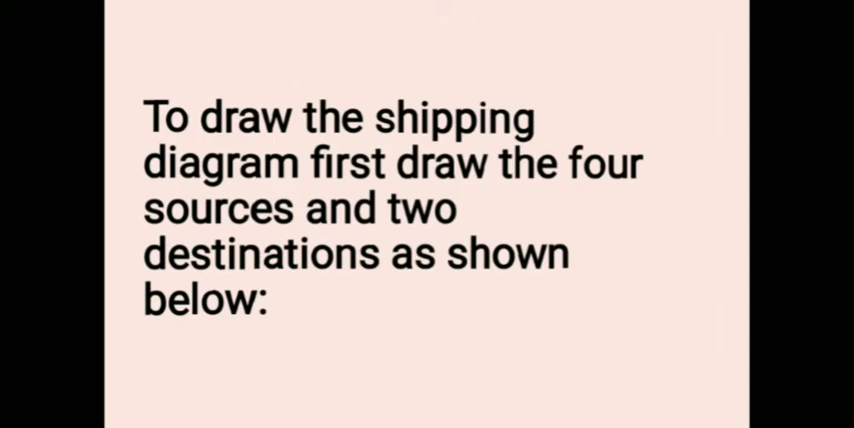 To draw the shipping
diagram first draw the four
sources and two
destinations as shown
below: